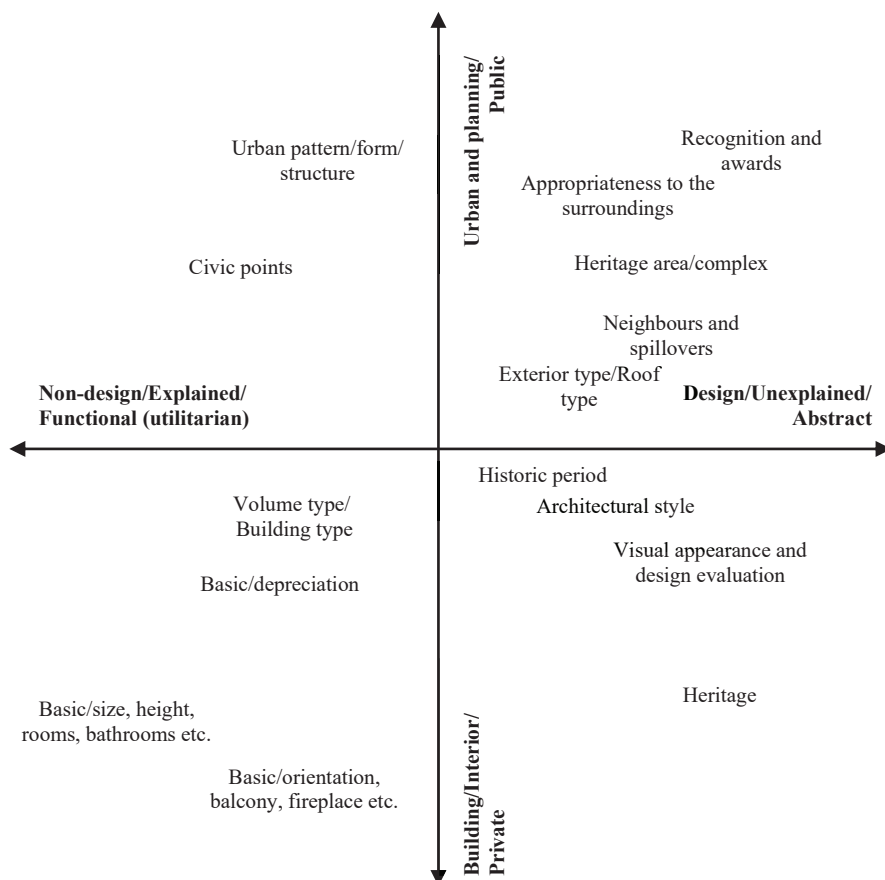 Urban and planning/
Public
Urban pattern/form/
structure
Recognition and
awards
Appropriateness to the
surroundings
Civic points
Heritage area/complex
Neighbours and
spillovers
Exterior type/Roof
type
Non-design/Explained/
Functional (utilitarian)
Design/Unexplained/
Abstract
Historic period
Volume type/
Building type
Architectural style
Visual appearance and
design evaluation
Basic/depreciation
Heritage
Basic/size, height,
rooms, bathrooms etc.
Basic/orientation,
balcony, fireplace etc.
Building/Interior/
Private